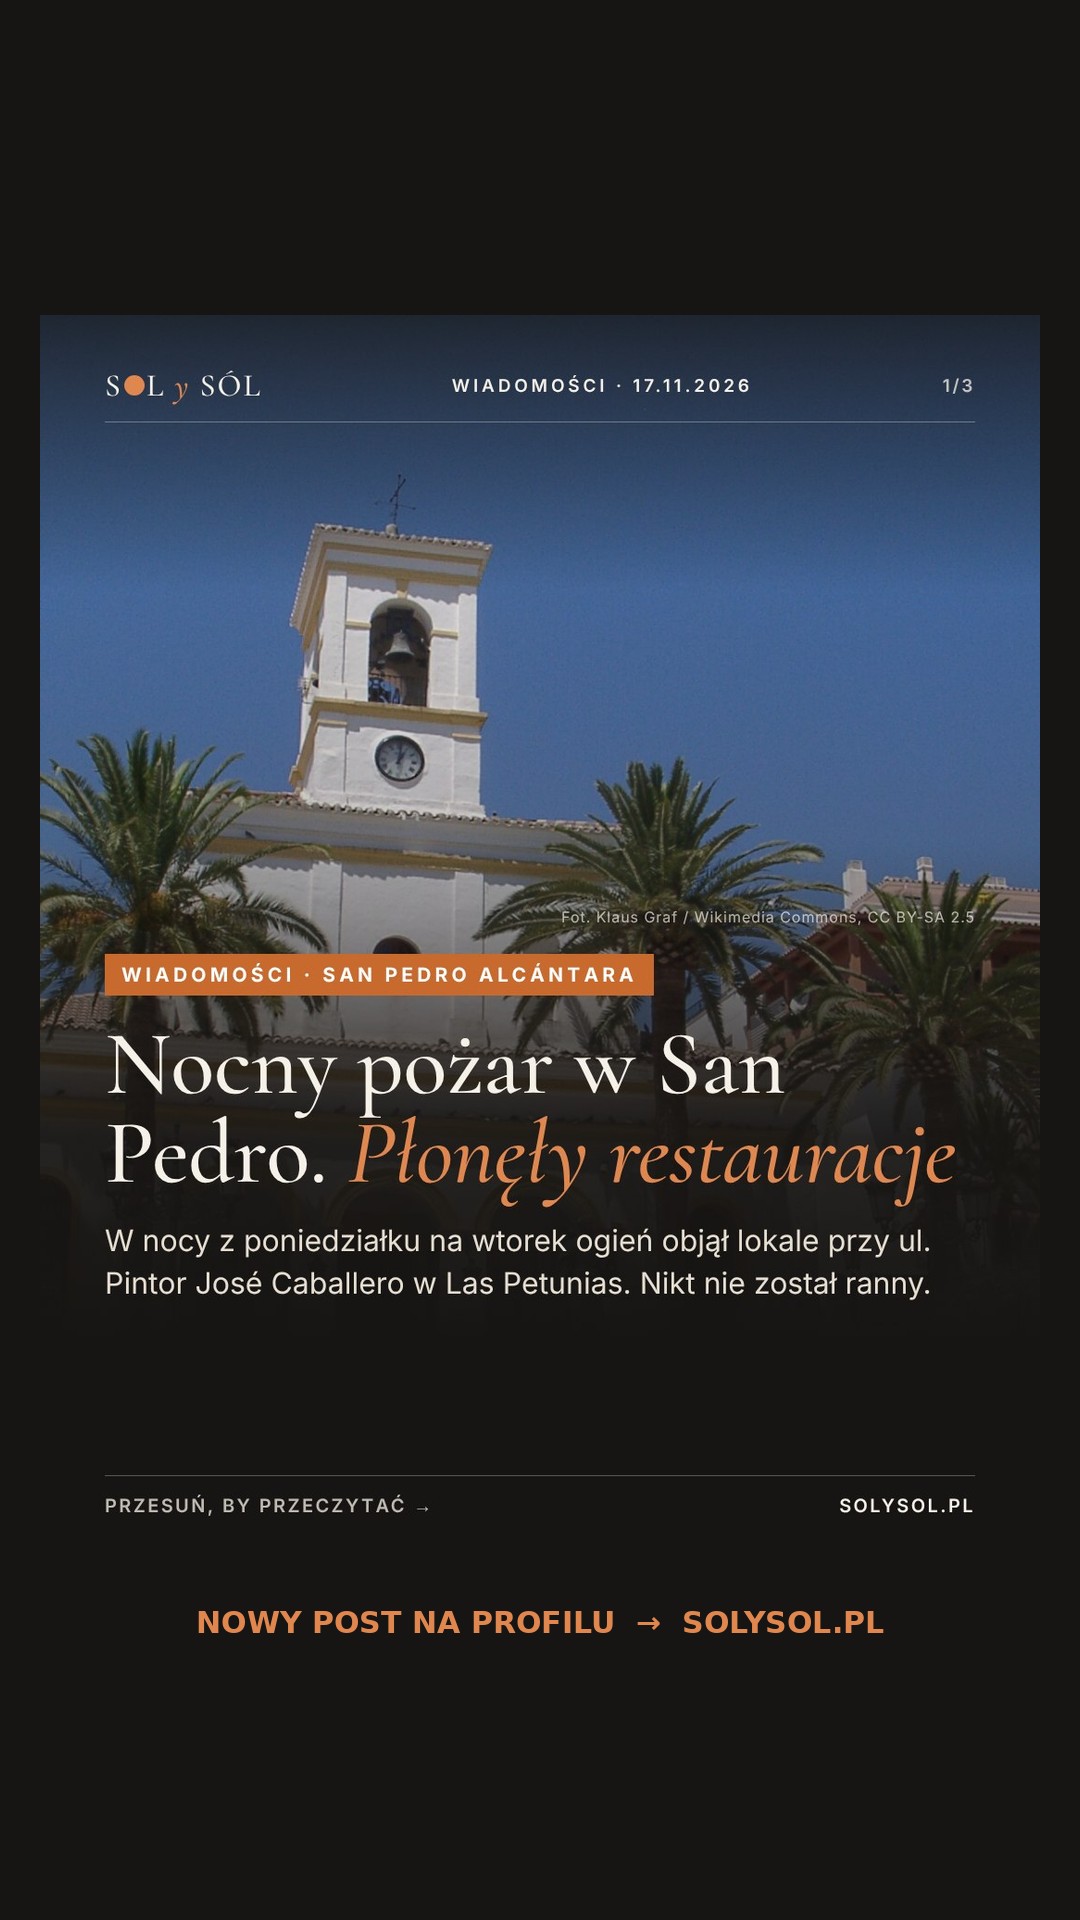 SOL y SÓL
WIADOMOŚCI · 17.11.2026
1/3
Fot. Klaus Graf / Wikimedia Commons, CC BY-SA 2.5
WIADOMOŚCI · SAN PEDRO ALCÁNTARA
Nocny pożar w San
Pedro. Płonęły restauracje
W nocy z poniedziałku na wtorek ogień objął lokale przy ul.
Pintor José Caballero w Las Petunias. Nikt nie został ranny.
PRZESUŃ, BY PRZECZYTAĆ →
SOLYSOL.PL
NOWY POST NA PROFILU → SOLYSOL.PL